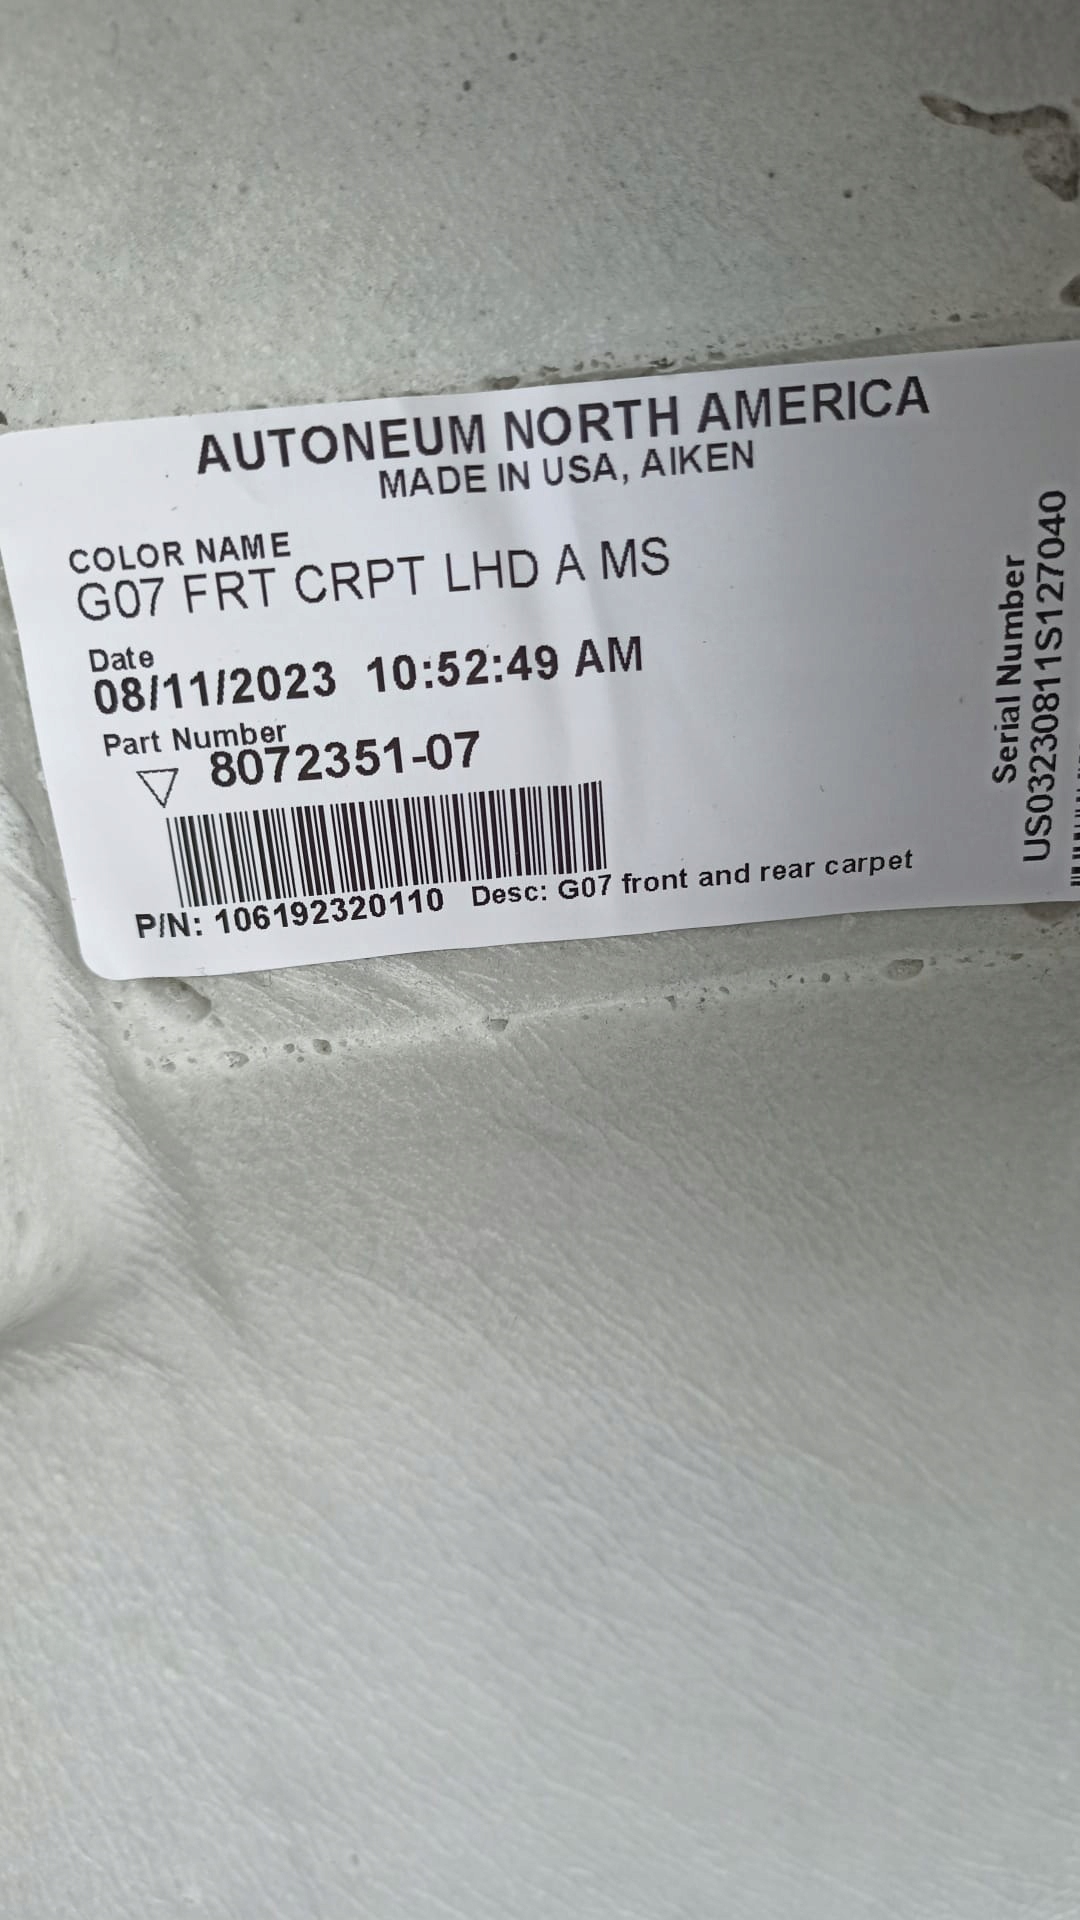 AUTONEUM NORTH AMERICA
MADE IN USA, AIKEN
COLOR NAME
G07 FRT CRPT LHD A MS
Date
08/11/2023 10:52:49 AM
Part Number
8072351-07
P/N: 106192320110 Desc: G07 front and rear carpet
Serial Number
US03230811S127040